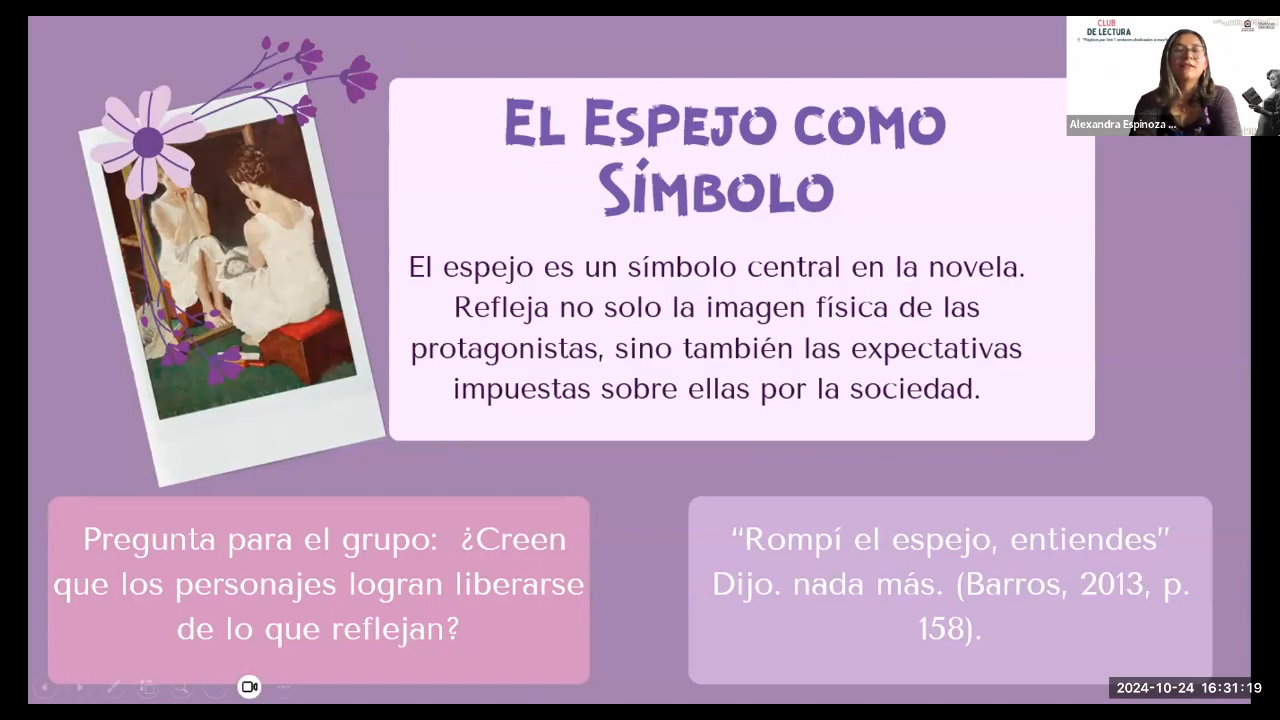 EL ESPEJO COMO
SÍMBOLO
El espejo es un símbolo central en la novela.
Refleja no solo la imagen física de las
protagonistas, sino también las expectativas
impuestas sobre ellas por la sociedad.
Pregunta para el grupo: ¿Creen
que los personajes logran liberarse
de lo que reflejan?
“Rompí el espejo, entiendes”
Dijo. nada más. (Barros, 2013, p.
158).
CLUB
DE LECTURA
Alexandra Espinoza ...
2024-10-24 16:31:19